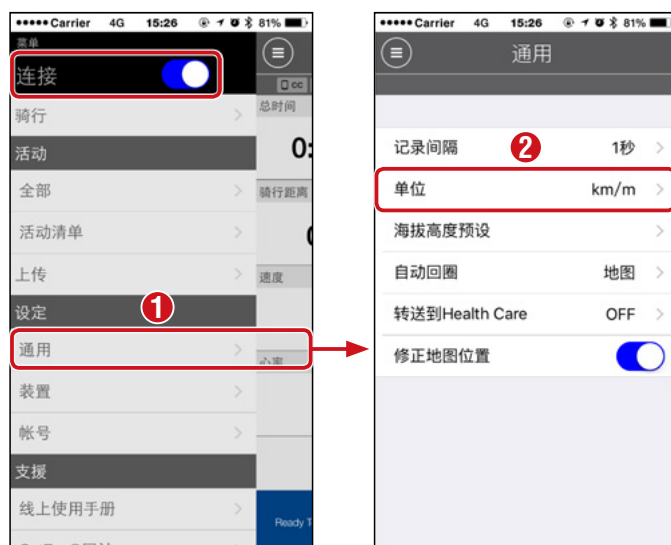 Carrier 4G 15:26 81%
菜单
连接
骑行
活动
全部
活动清单
上传
设定
1
通用
装置
帐号
支援
线上使用手册
cc
总时间
0:
骑行距离
速度
心率
Ready T
Carrier 4G 15:26 81%
通用
记录间隔 2 1秒
单位 km/m
海拔高度预设
自动回圈 地图
转送到Health Care OFF
修正地图位置